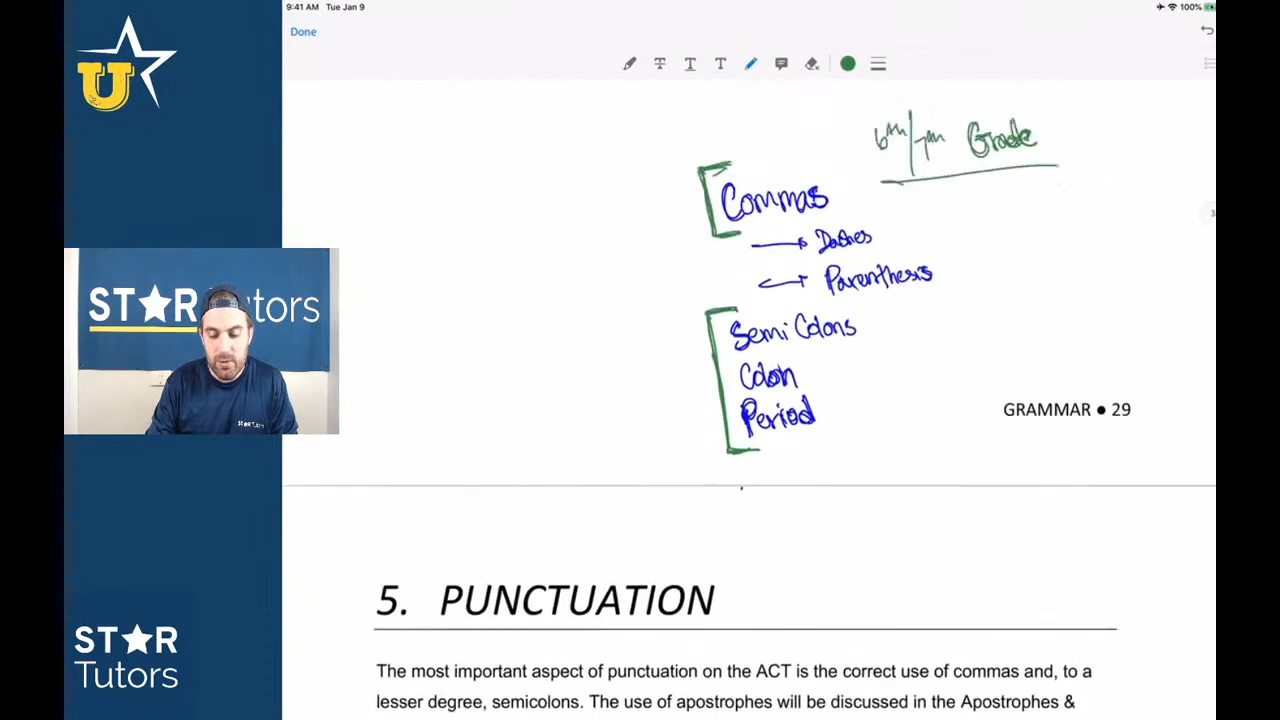 9:41 AM Tue Jan 9
100%
Done
T T T
U
6th/7th Grade
Commas
Dashes
Parenthesis
Semi Colons
Colon
Period
STAR Tutors
STAR Tutors
GRAMMAR ● 29
5. PUNCTUATION
The most important aspect of punctuation on the ACT is the correct use of commas and, to a
lesser degree, semicolons. The use of apostrophes will be discussed in the Apostrophes &
STAR
Tutors